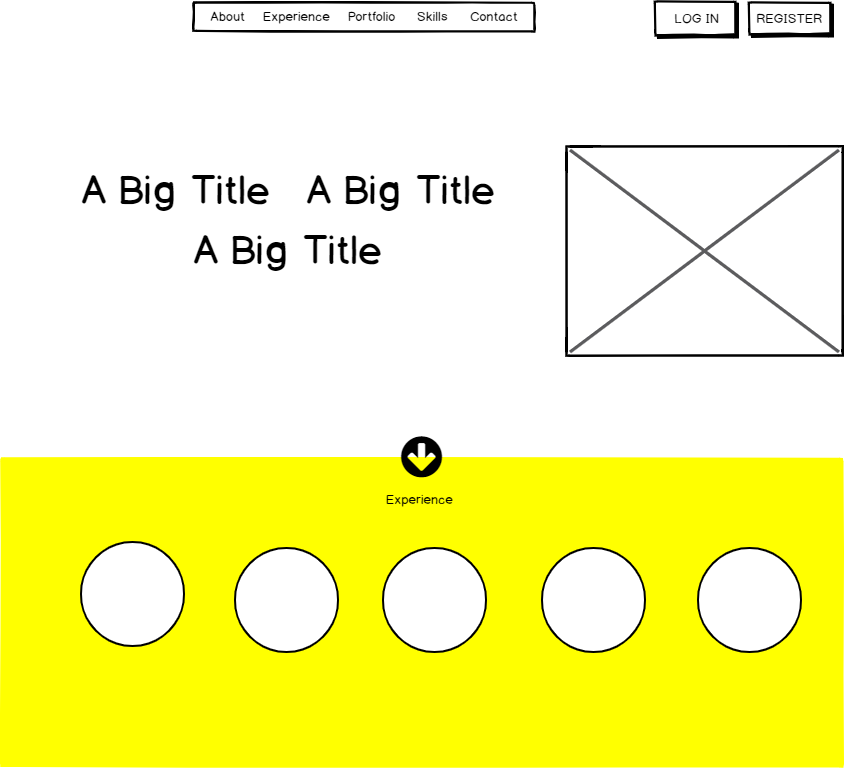 About Experience Portfolio Skills Contact
LOG IN
REGISTER
A Big Title A Big Title
A Big Title
Experience